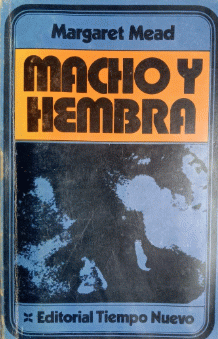 Margaret Mead
MACHO Y
HEMBRA
Editorial Tiempo Nuevo